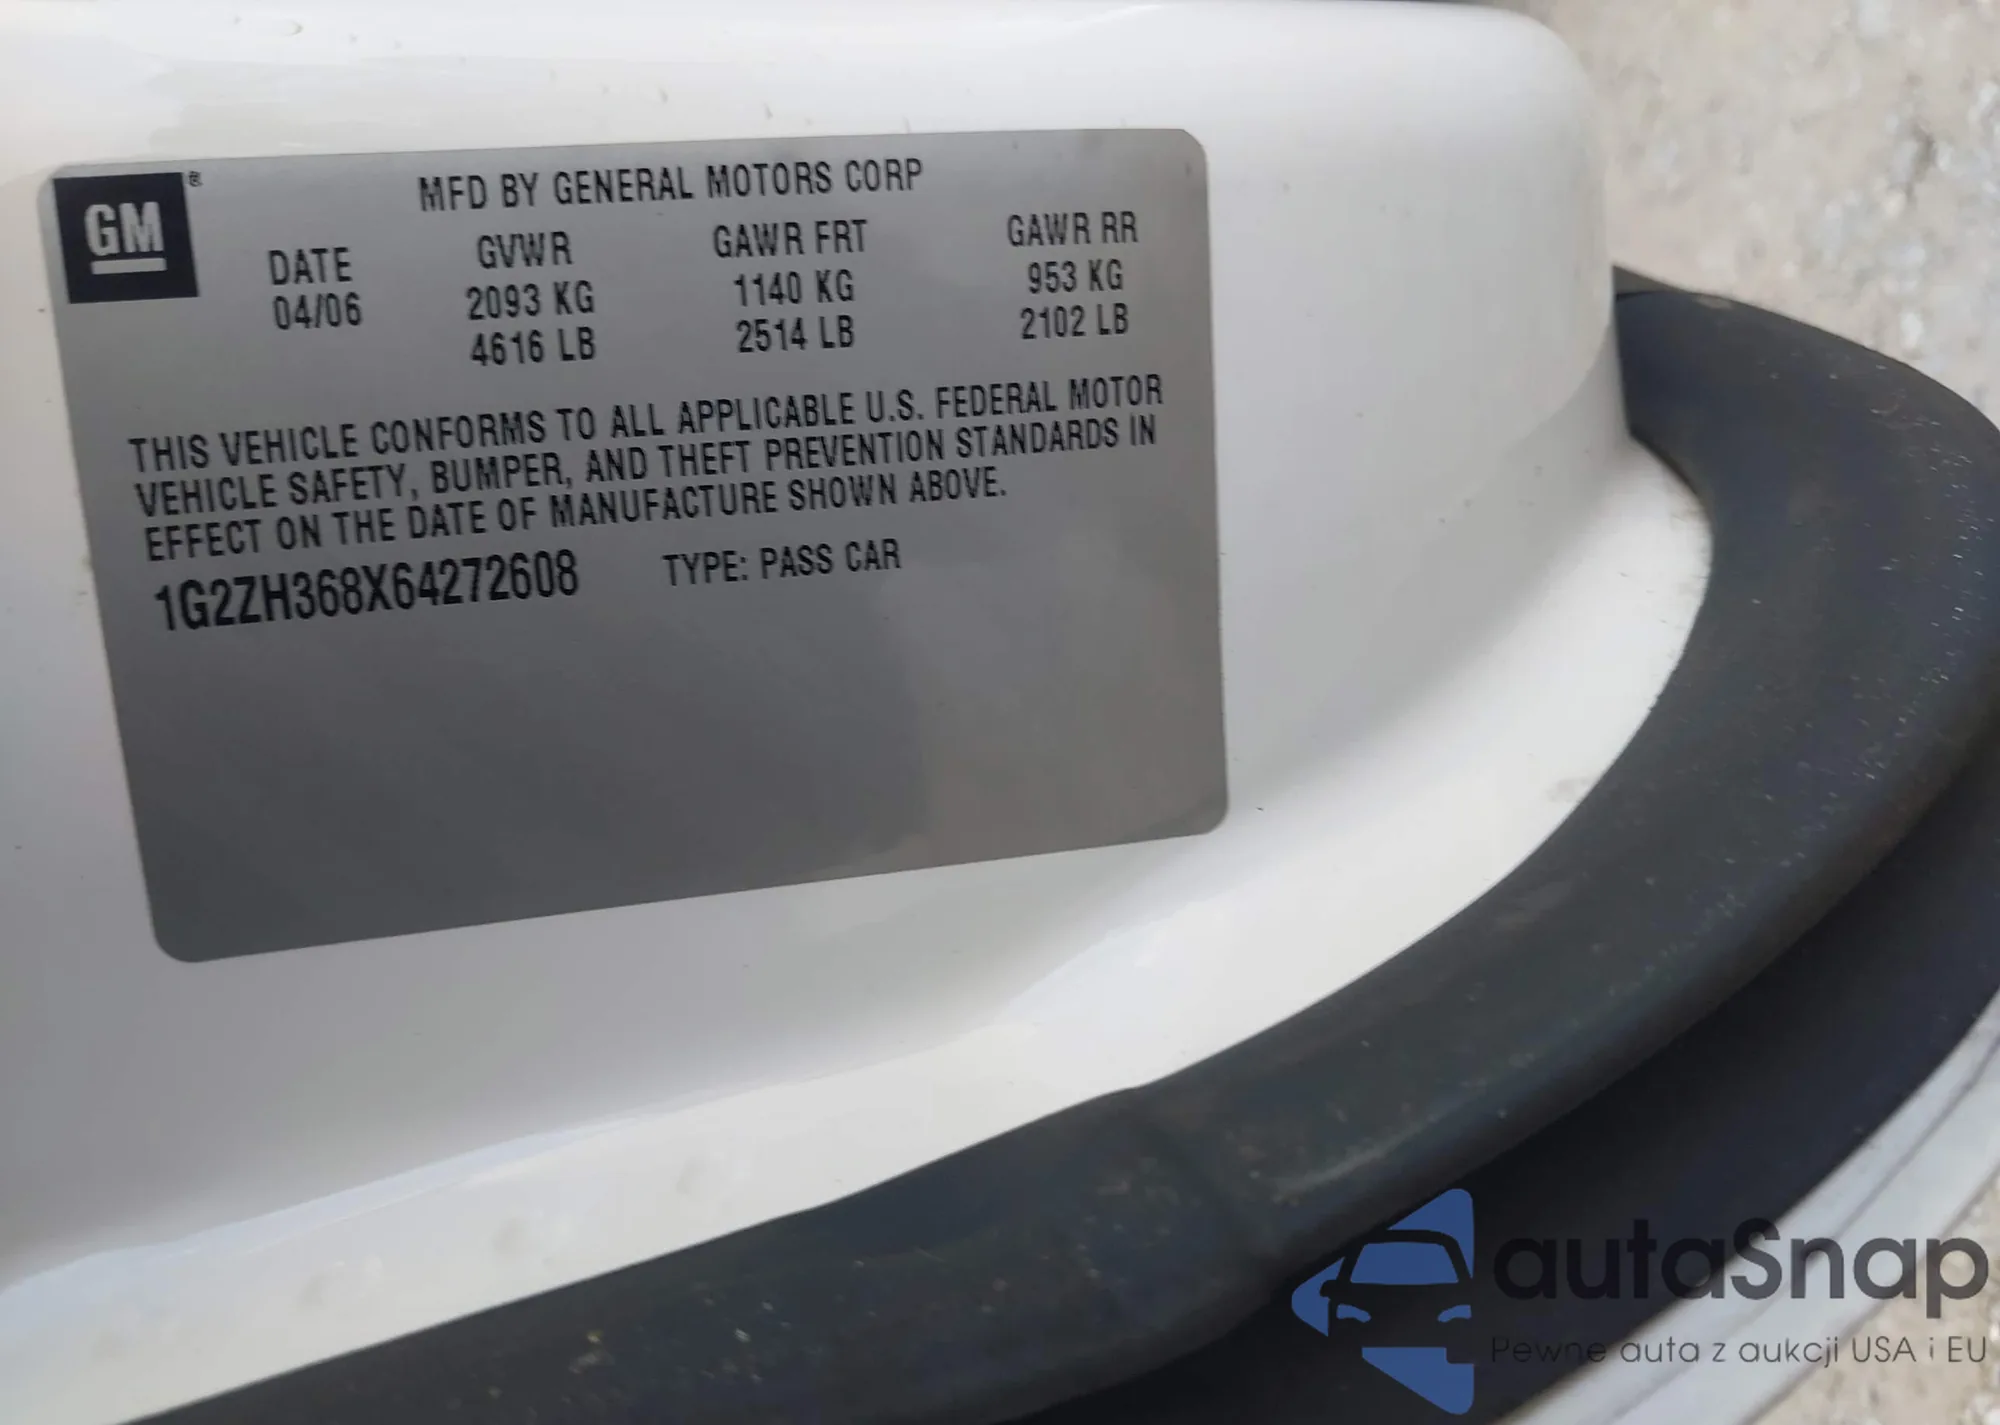 GM®
MFD BY GENERAL MOTORS CORP
DATE GVWR GAWR FRT GAWR RR
04/06 2093 KG 1140 KG 953 KG
4616 LB 2514 LB 2102 LB
THIS VEHICLE CONFORMS TO ALL APPLICABLE U.S. FEDERAL MOTOR
VEHICLE SAFETY, BUMPER, AND THEFT PREVENTION STANDARDS IN
EFFECT ON THE DATE OF MANUFACTURE SHOWN ABOVE.
1G2ZH368X64272608 TYPE: PASS CAR
autaSnap
Pewne auta z aukcji USA i EU